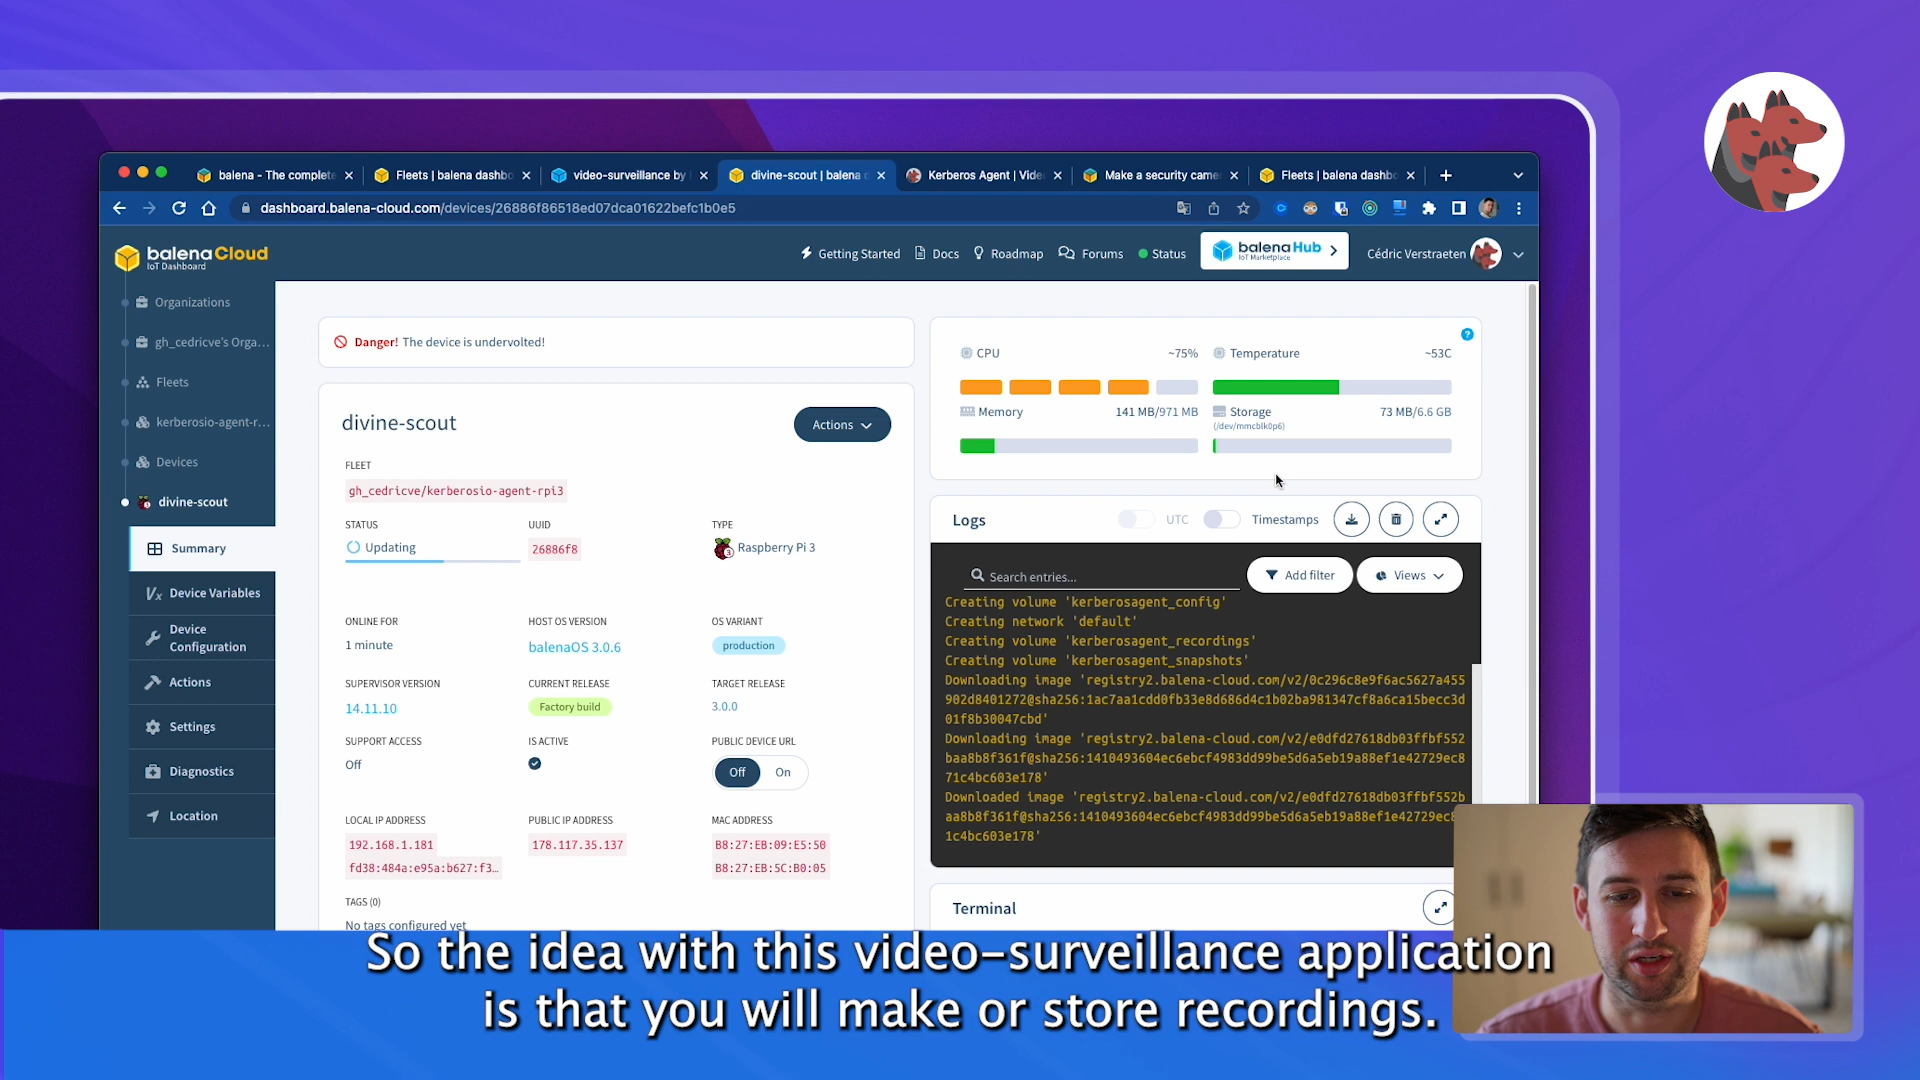 balena - The complete
Fleets | balena dashbo
video-surveillance by
divine-scout | balena
Kerberos Agent | Vide
Make a security came
Fleets | balena dashbo
dashboard.balena-cloud.com/devices/26886f86518ed07dca01622befc1b0e5
balenaCloud
IoT Dashboard
Getting Started
Docs
Roadmap
Forums
Status
balenaHub
IoT Marketplace
Cédric Verstraeten
Organizations
gh_cedricve's Orga...
Fleets
kerberosio-agent-r...
Devices
divine-scout
Summary
Device Variables
Device
Configuration
Actions
Settings
Diagnostics
Location
Danger! The device is undervolted!
divine-scout
Actions
FLEET
gh_cedricve/kerberosio-agent-rpi3
STATUS
Updating
UUID
26886f8
TYPE
Raspberry Pi 3
ONLINE FOR
1 minute
HOST OS VERSION
balenaOS 3.0.6
OS VARIANT
production
SUPERVISOR VERSION
14.11.10
CURRENT RELEASE
Factory build
TARGET RELEASE
3.0.0
SUPPORT ACCESS
Off
IS ACTIVE
PUBLIC DEVICE URL
Off On
LOCAL IP ADDRESS
192.168.1.181
fd38:484a:e95a:b627:f3…
PUBLIC IP ADDRESS
178.117.35.137
MAC ADDRESS
B8:27:EB:09:E5:50
B8:27:EB:5C:B0:05
TAGS (0)
No tags configured yet
CPU ~75%
Temperature ~53C
Memory 141 MB/971 MB
Storage 73 MB/6.6 GB
(/dev/mmcblk0p6)
Logs
UTC
Timestamps
Search entries...
Add filter
Views
Creating volume 'kerberosagent_config'
Creating network 'default'
Creating volume 'kerberosagent_recordings'
Creating volume 'kerberosagent_snapshots'
Downloading image 'registry2.balena-cloud.com/v2/0c296c8e9f6ac5627a455
902d8401272@sha256:1ac7aa1cdd0fb33e8d686d4c1b02ba981347cf8a6ca15becc3d
01f8b30047cbd'
Downloading image 'registry2.balena-cloud.com/v2/e0dfd27618db03ffbf552
baa8b8f361f@sha256:1410493604ec6ebcf4983dd99be5d6a5eb19a88ef1e42729ec8
71c4bc603e178'
Downloaded image 'registry2.balena-cloud.com/v2/e0dfd27618db03ffbf552b
aa8b8f361f@sha256:1410493604ec6ebcf4983dd99be5d6a5eb19a88ef1e42729ec8
1c4bc603e178'
Terminal
So the idea with this video-surveillance application
is that you will make or store recordings.